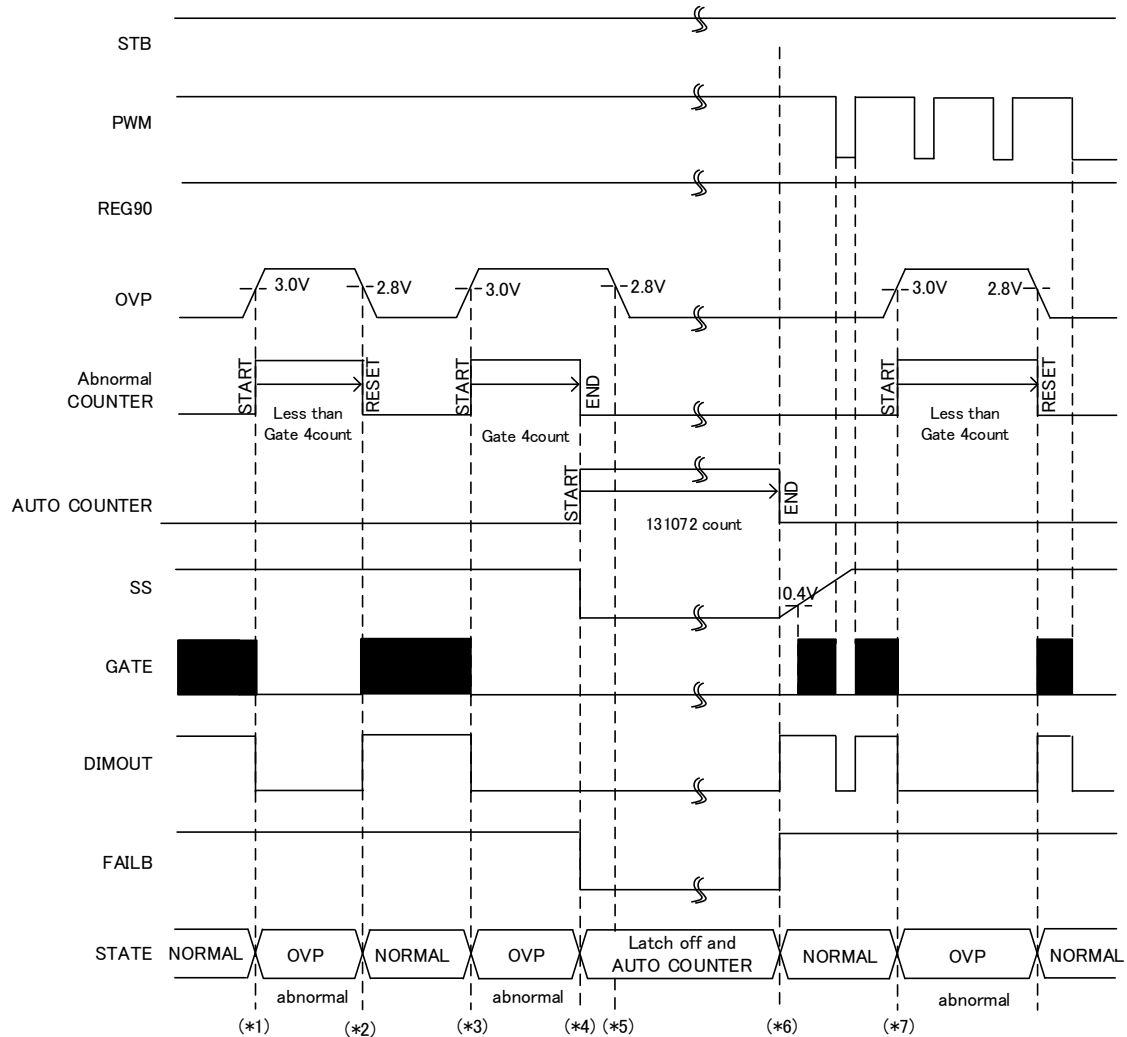 STB
PWM
REG90
OVP
3.0V
2.8V
3.0V
2.8V
3.0V
2.8V
Abnormal
COUNTER
START
RESET
START
END
START
RESET
Less than
Gate 4count
Gate 4count
Less than
Gate 4count
AUTO COUNTER
START
END
131072 count
SS
0.4V
GATE
DIMOUT
FAILB
STATE
NORMAL
OVP
NORMAL
OVP
Latch off and
AUTO COUNTER
NORMAL
OVP
NORMAL
abnormal
abnormal
abnormal
(*1)
(*2)
(*3)
(*4)
(*5)
(*6)
(*7)